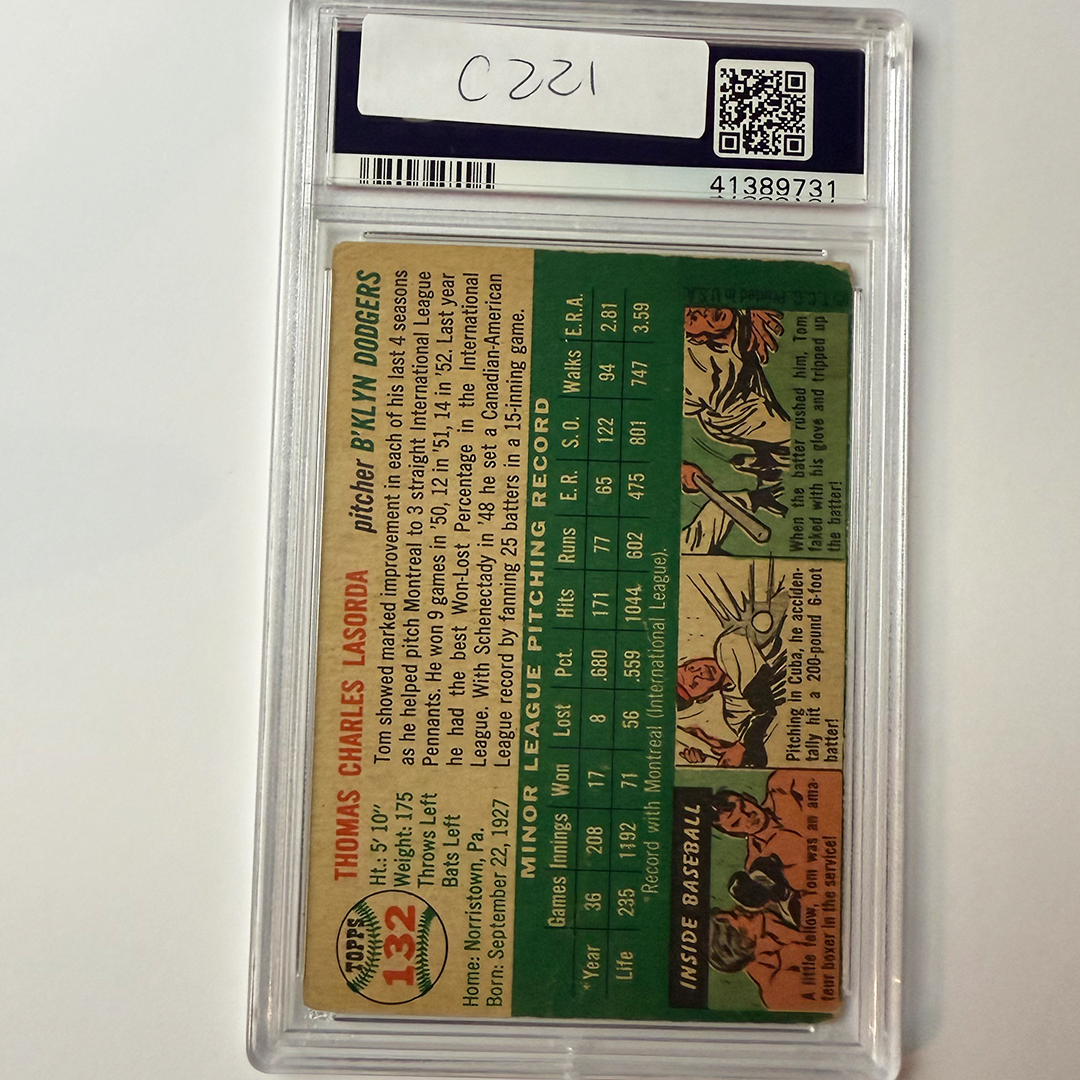 C 221
41389731
TOPPS
132
THOMAS CHARLES LASORDA
pitcher B'KLYN DODGERS
Ht.: 5' 10"
Weight: 175
Throws Left
Bats Left
Home: Norristown, Pa.
Born: September 22, 1927
Tom showed marked improvement in each of his last 4 seasons
as he helped pitch Montreal to 3 straight International League
Pennants. He won 9 games in '50, 12 in '51, 14 in '52. Last year
he had the best Won-Lost Percentage in the International
League. With Schenectady in '48 he set a Canadian-American
League record by fanning 25 batters in a 15-inning game.
MINOR LEAGUE PITCHING RECORD
Games Innings Won Lost Pct. Hits Runs E.R. S.O. Walks E.R.A.
*Year 36 208 17 8 .680 171 77 65 122 94 2.81
Life 235 1192 71 56 .559 1044 602 475 801 747 3.59
*Record with Montreal (International League).
INSIDE BASEBALL
A little fellow, Tom was an ama-
teur boxer in the service!
Pitching in Cuba, he acciden-
tally hit a 200-pound 6-foot
batter!
When the batter rushed him, Tom
faked with his glove and tripped up
the batter!
© T.C.G. Printed in U.S.A.